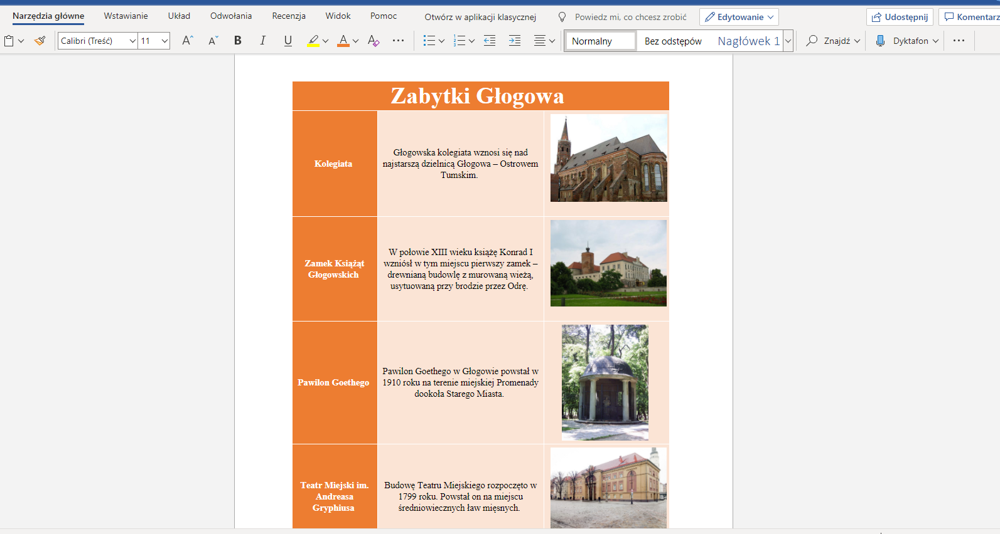 Narzędzia główne Wstawianie Układ Odwołania Recenzja Widok Pomoc Otwórz w aplikacji klasycznej Powiedz mi, co chcesz zrobić Edytowanie Udostępnij Komentarz
Calibri (Treść) 11 B I U A Normalny Bez odstępów Nagłówek 1 Znajdź Dyktafon
Zabytki Głogowa
Kolegiata
Głogowska kolegiata wznosi się nad
najstarszą dzielnicą Głogowa – Ostrowem
Tumskim.
Zamek Książąt
Głogowskich
W połowie XIII wieku książę Konrad I
wzniósł w tym miejscu pierwszy zamek –
drewnianą budowlę z murowaną wieżą,
usytuowaną przy brodzie przez Odrę.
Pawilon Goethego
Pawilon Goethego w Głogowie powstał w
1910 roku na terenie miejskiej Promenady
dookoła Starego Miasta.
Teatr Miejski im.
Andreasa
Gryphiusa
Budowę Teatru Miejskiego rozpoczęto w
1799 roku. Powstał on na miejscu
średniowiecznych ław mięsnych.